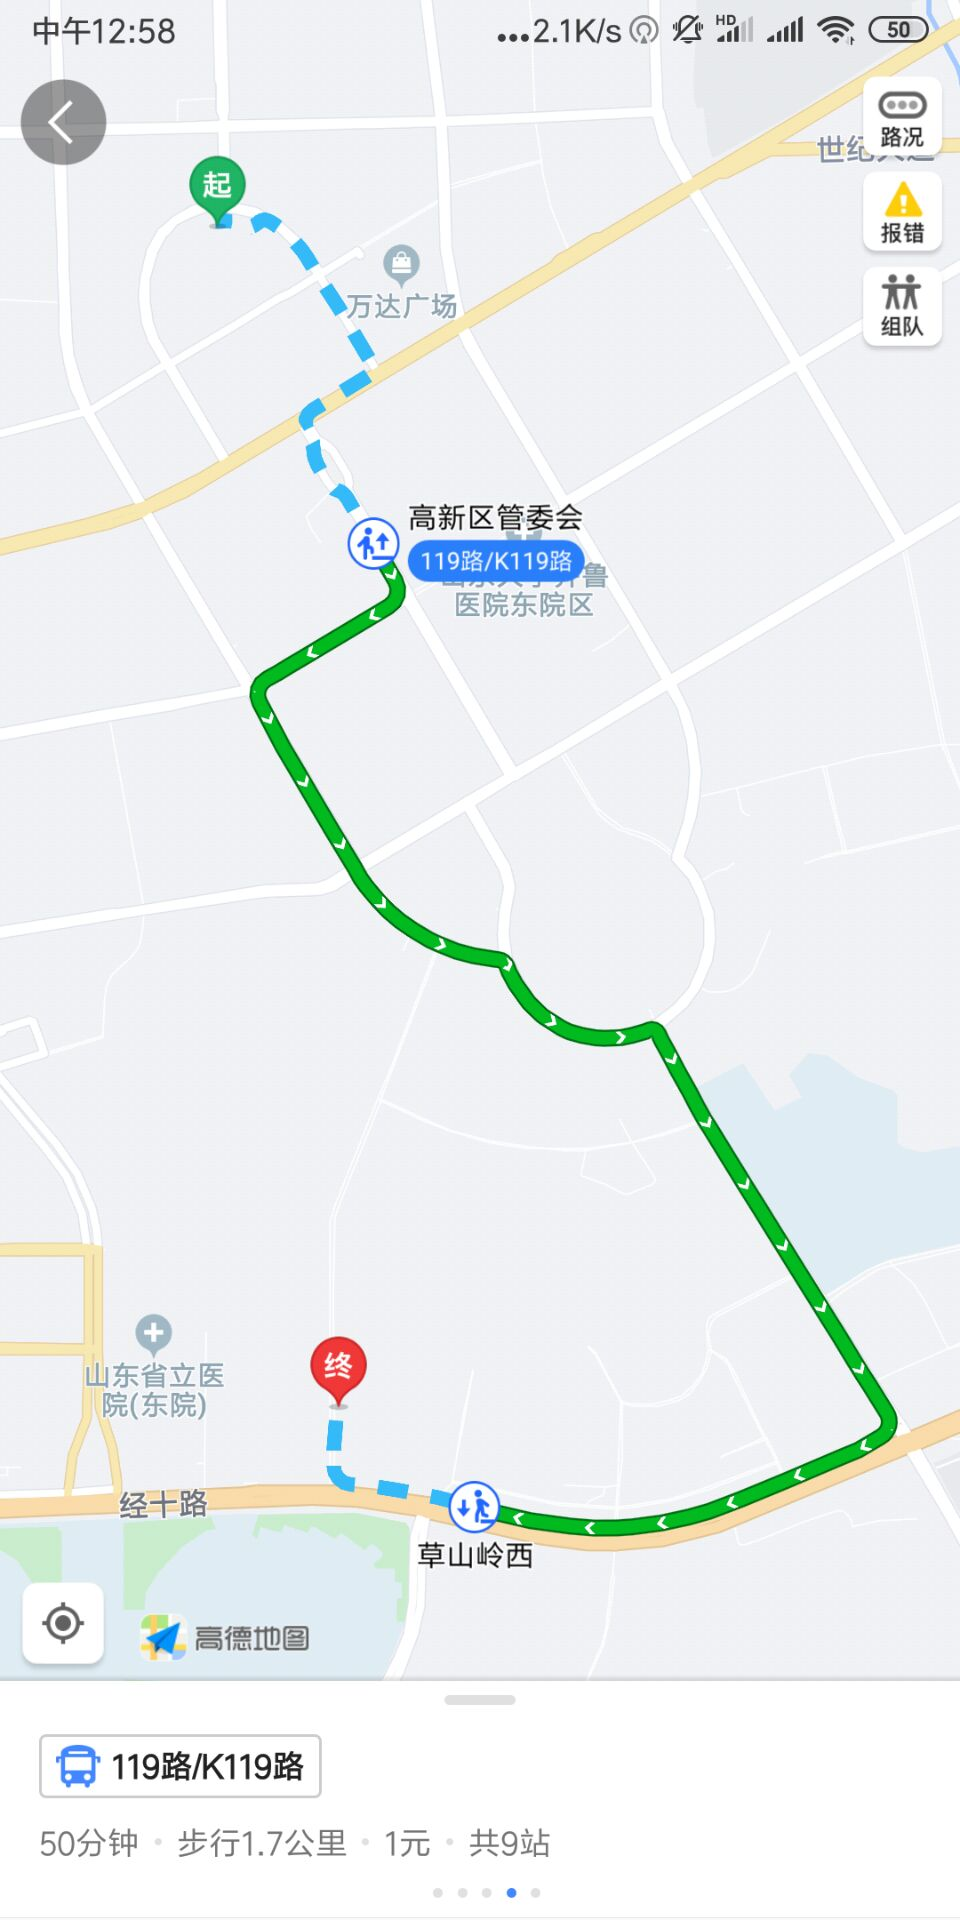 中午12:58
...2.1K/s
HD
50
路况
世纪大道
报错
起
组队
万达广场
高新区管委会
119路/K119路
医院东院区
终
山东省立医
院(东院)
经十路
草山岭西
高德地图
119路/K119路
50分钟 · 步行1.7公里 · 1元 · 共9站